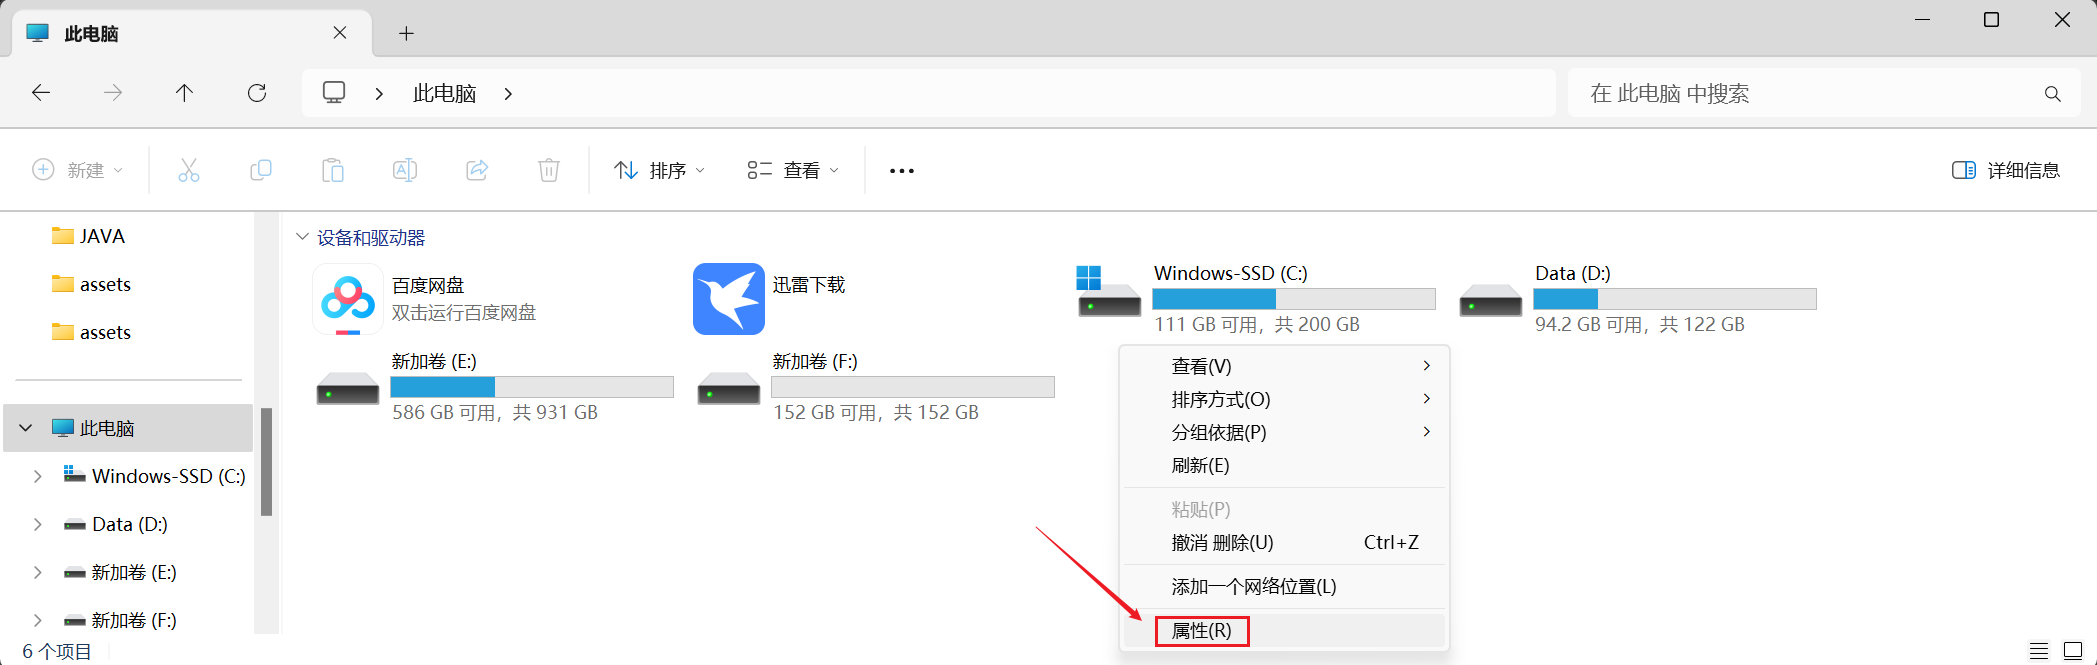 此电脑
此电脑
在 此电脑 中搜索
新建
排序
查看
详细信息
JAVA
assets
assets
此电脑
Windows-SSD (C:)
Data (D:)
新加卷 (E:)
新加卷 (F:)
6 个项目
设备和驱动器
百度网盘
双击运行百度网盘
迅雷下载
Windows-SSD (C:)
111 GB 可用，共 200 GB
Data (D:)
94.2 GB 可用，共 122 GB
新加卷 (E:)
586 GB 可用，共 931 GB
新加卷 (F:)
152 GB 可用，共 152 GB
查看(V)
排序方式(O)
分组依据(P)
刷新(E)
粘贴(P)
撤消 删除(U) Ctrl+Z
添加一个网络位置(L)
属性(R)